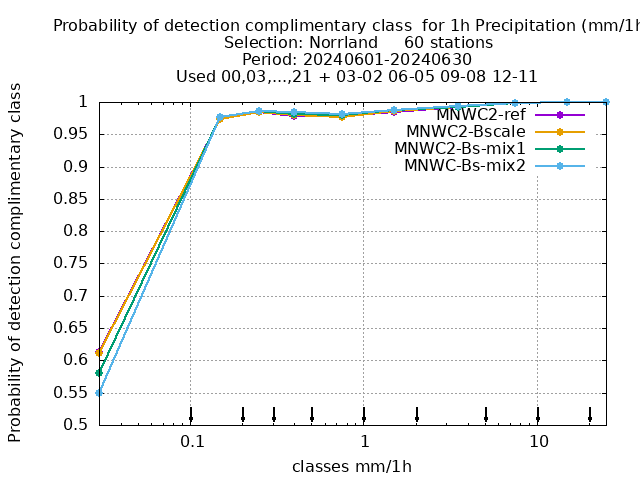 Probability of detection complimentary class  for 1h Precipitation (mm/1h
Selection: Norrland     60 stations
Period: 20240601-20240630
Used 00,03,...,21 + 03-02 06-05 09-08 12-11
Probability of detection complimentary class
1
0.95
0.9
0.85
0.8
0.75
0.7
0.65
0.6
0.55
0.5
MNWC2-ref
MNWC2-Bscale
MNWC2-Bs-mix1
MNWC-Bs-mix2
0.1
1
10
classes mm/1h